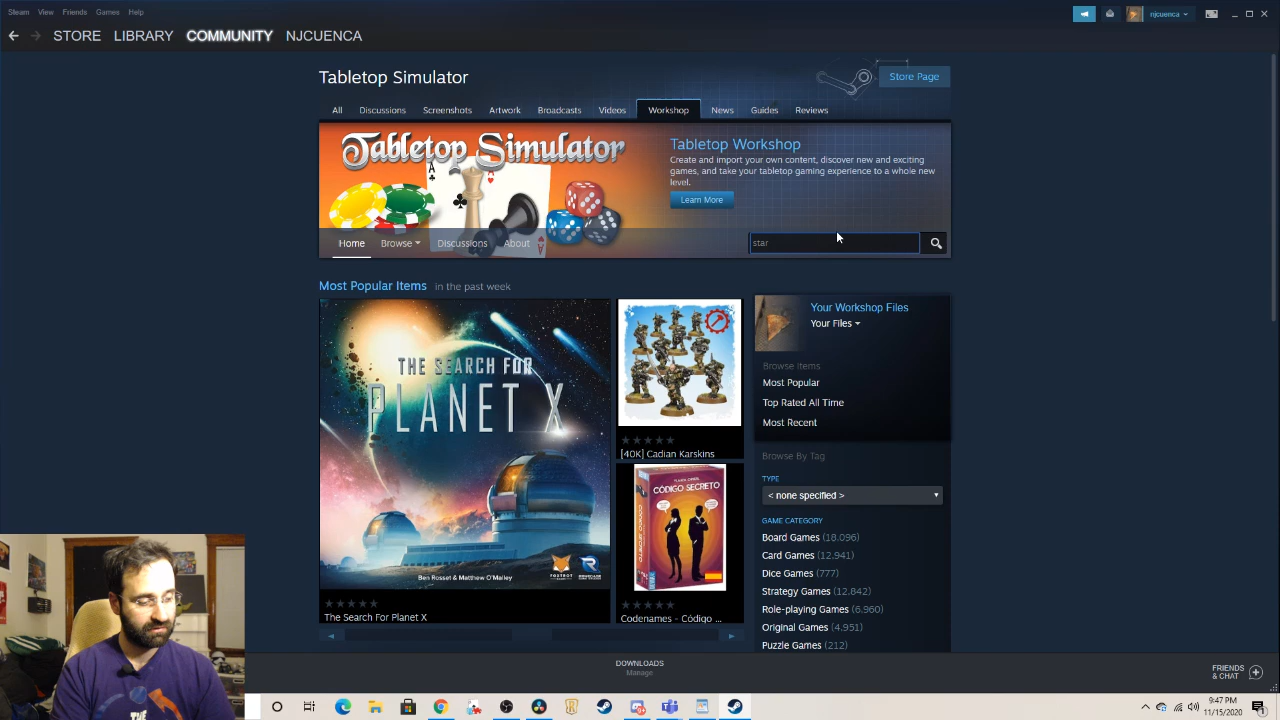 Steam View Friends Games Help
njcuenca
STORE LIBRARY COMMUNITY NJCUENCA
Tabletop Simulator
Store Page
All Discussions Screenshots Artwork Broadcasts Videos Workshop News Guides Reviews
Tabletop Simulator
Tabletop Workshop
Create and import your own content, discover new and exciting
games, and take your tabletop gaming experience to a whole new
level.
Learn More
Home Browse Discussions About
star
Most Popular Items in the past week
THE SEARCH FOR
PLANET X
Ben Rosset & Matthew O'Malley
The Search For Planet X
[40K] Cadian Karskins
CÓDIGO SECRETO
Codenames - Código ...
Your Workshop Files
Your Files
Browse Items
Most Popular
Top Rated All Time
Most Recent
Browse By Tag
TYPE
< none specified >
GAME CATEGORY
Board Games (18,096)
Card Games (12,941)
Dice Games (777)
Strategy Games (12,842)
Role-playing Games (6,960)
Original Games (4,951)
Puzzle Games (212)
DOWNLOADS
Manage
FRIENDS
& CHAT
9:47 PM
11/15/2020